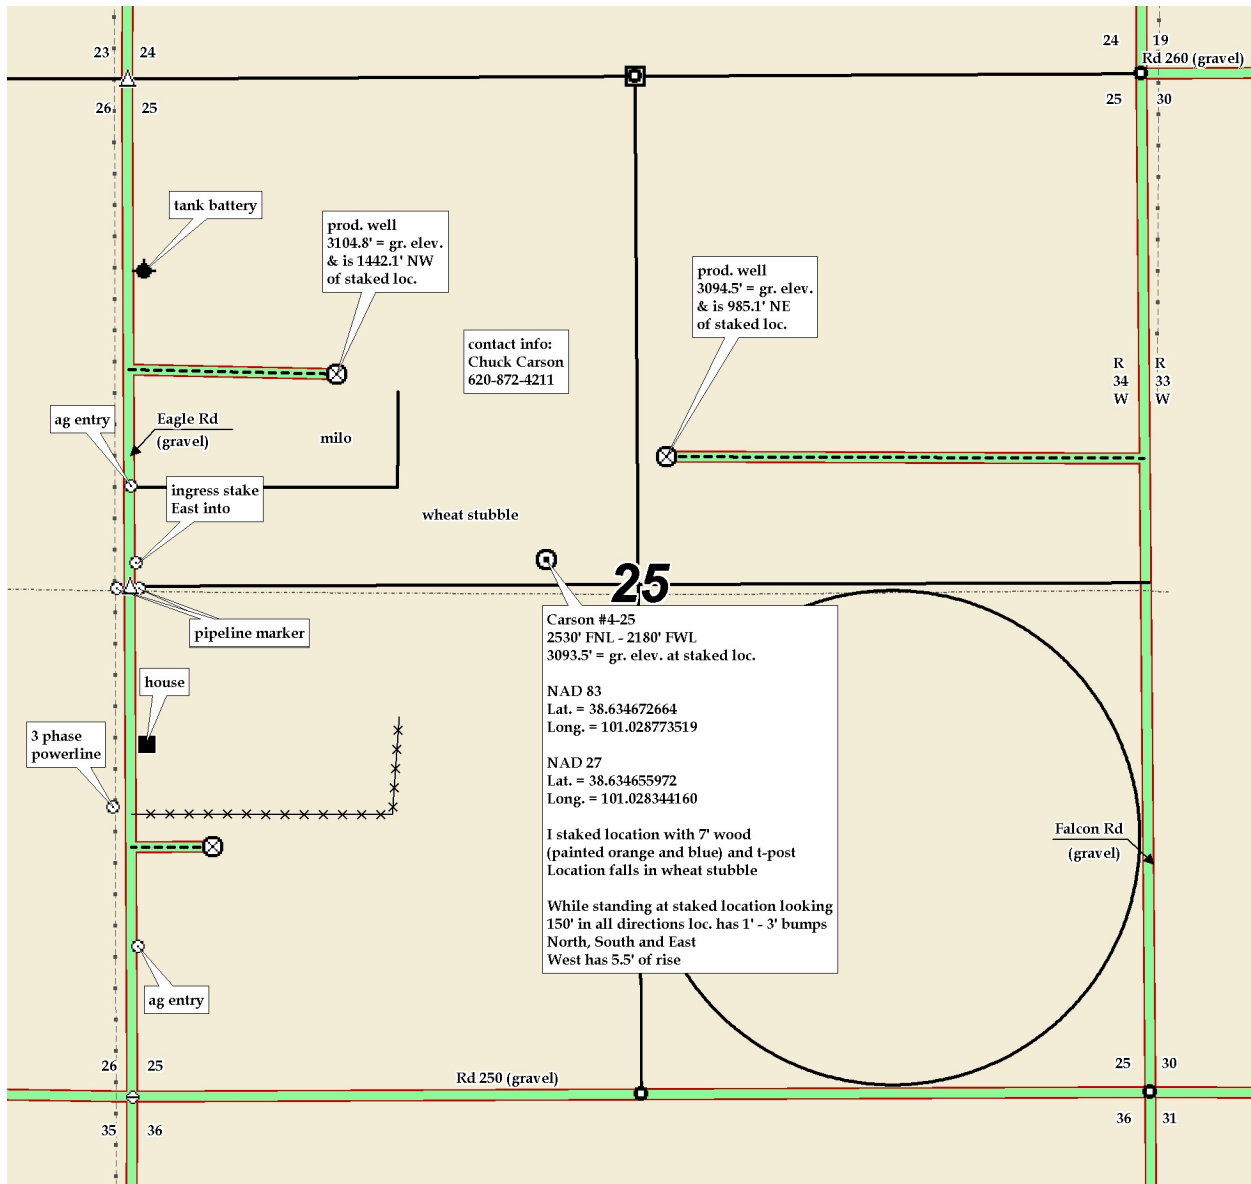 23 24
24 19
Rd 260 (gravel)
26 25
25 30
tank battery
prod. well
3104.8' = gr. elev.
& is 1442.1' NW
of staked loc.
prod. well
3094.5' = gr. elev.
& is 985.1' NE
of staked loc.
contact info:
Chuck Carson
620-872-4211
R R
34 33
W W
ag entry
Eagle Rd
(gravel)
milo
ingress stake
East into
wheat stubble
25
pipeline marker
Carson #4-25
2530' FNL - 2180' FWL
3093.5' = gr. elev. at staked loc.
NAD 83
Lat. = 38.634672664
Long. = 101.028773519
NAD 27
Lat. = 38.634655972
Long. = 101.028344160
I staked location with 7' wood
(painted orange and blue) and t-post
Location falls in wheat stubble
While standing at staked location looking
150' in all directions loc. has 1' - 3' bumps
North, South and East
West has 5.5' of rise
house
3 phase
powerline
Falcon Rd
(gravel)
ag entry
26 25
Rd 250 (gravel)
25 30
35 36
36 31